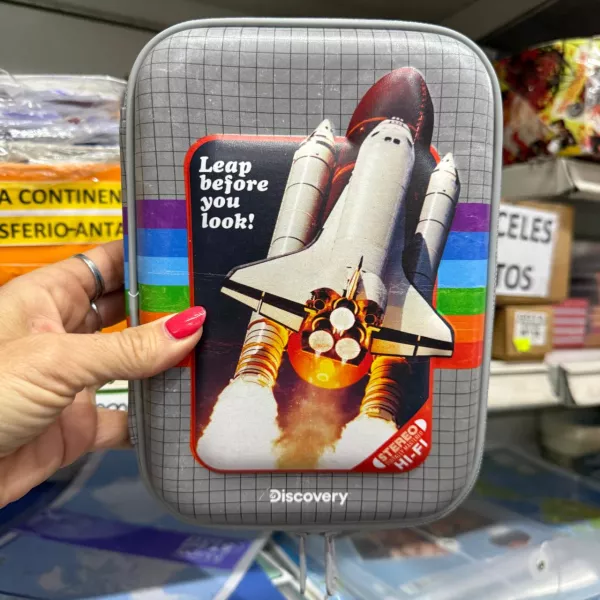 Leap
before
you
look!
STEREO
HI-FI
Discovery
A CONTINEN
SFERIO-ANTA
CELES
TOS